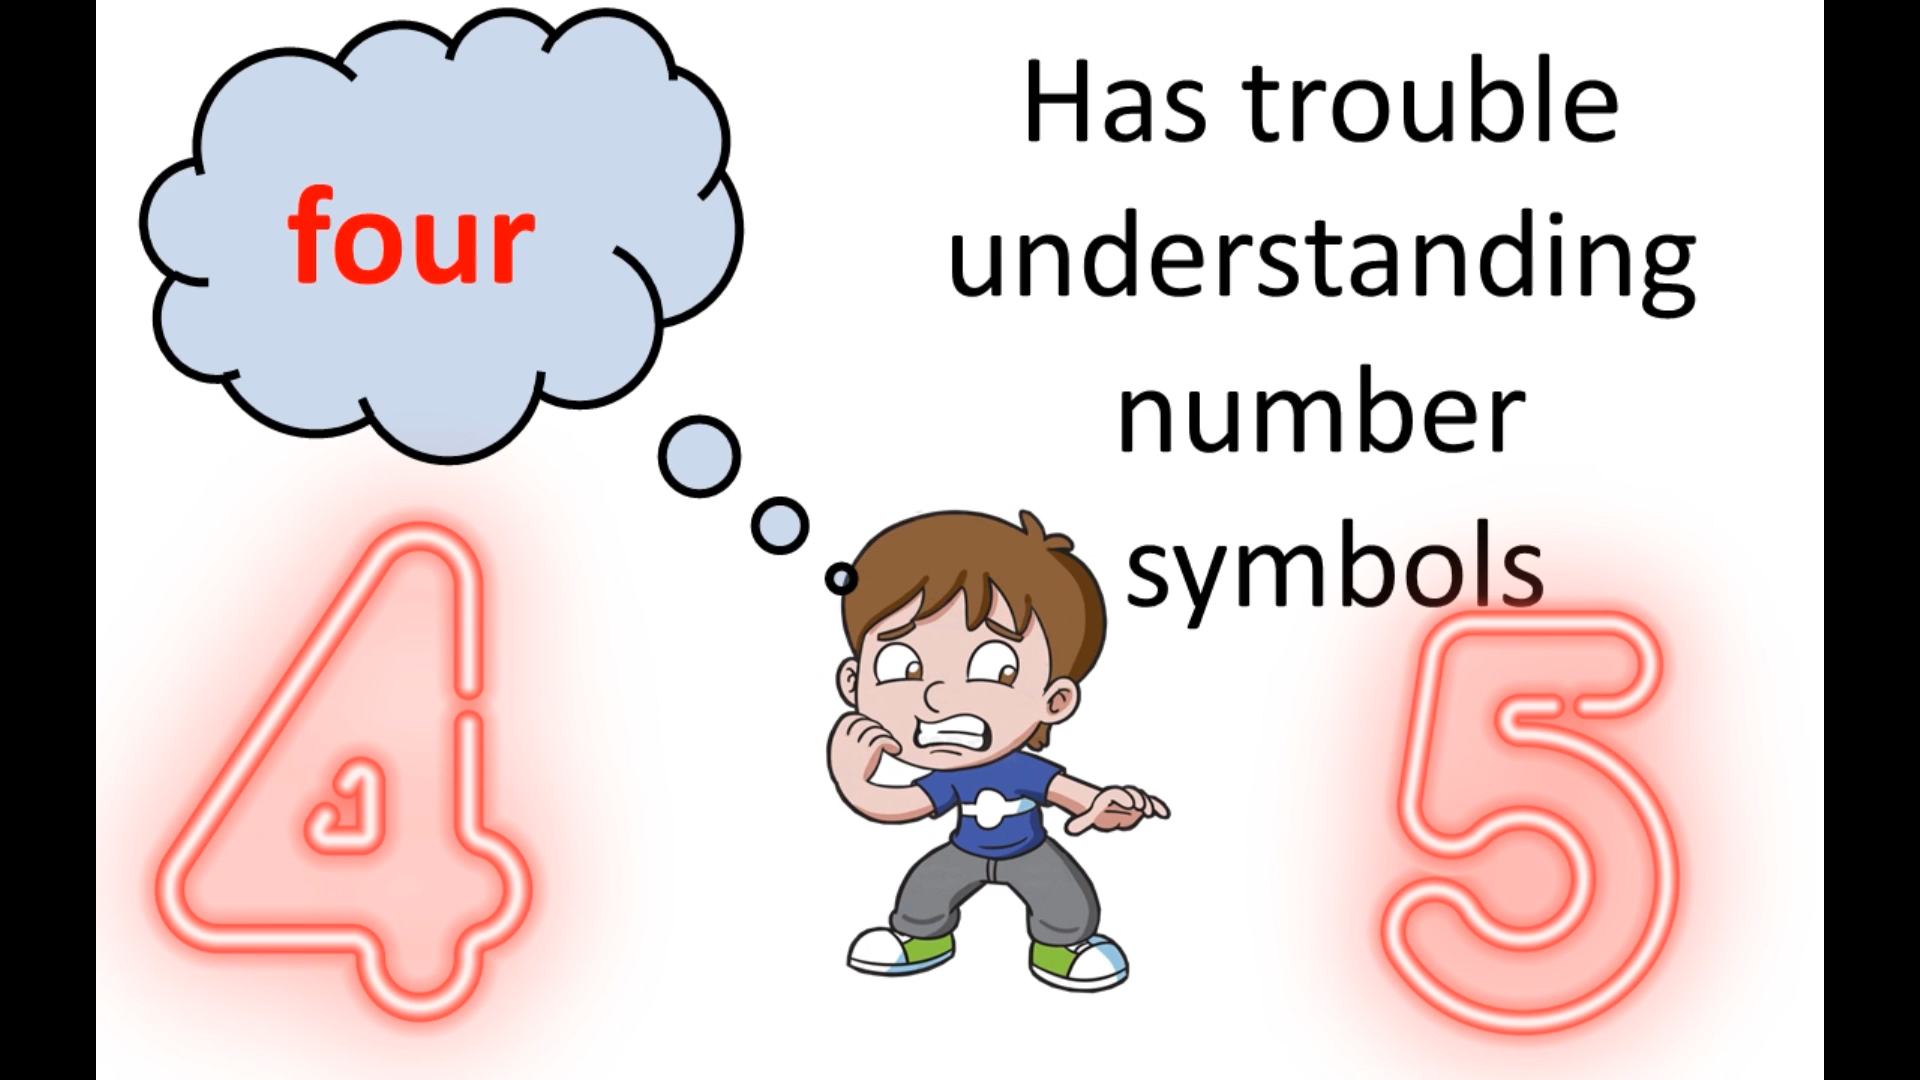 four
Has trouble
understanding
number
symbols
4
5